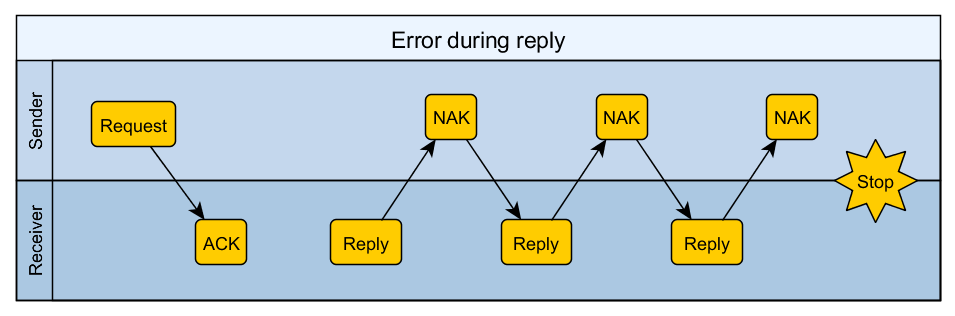 Error during reply
Sender
Request
NAK
NAK
NAK
Stop
Receiver
ACK
Reply
Reply
Reply